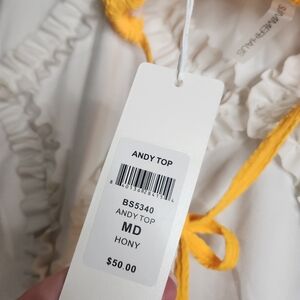 ANDY TOP
BS5340
ANDY TOP
MD
HONY
$50.00